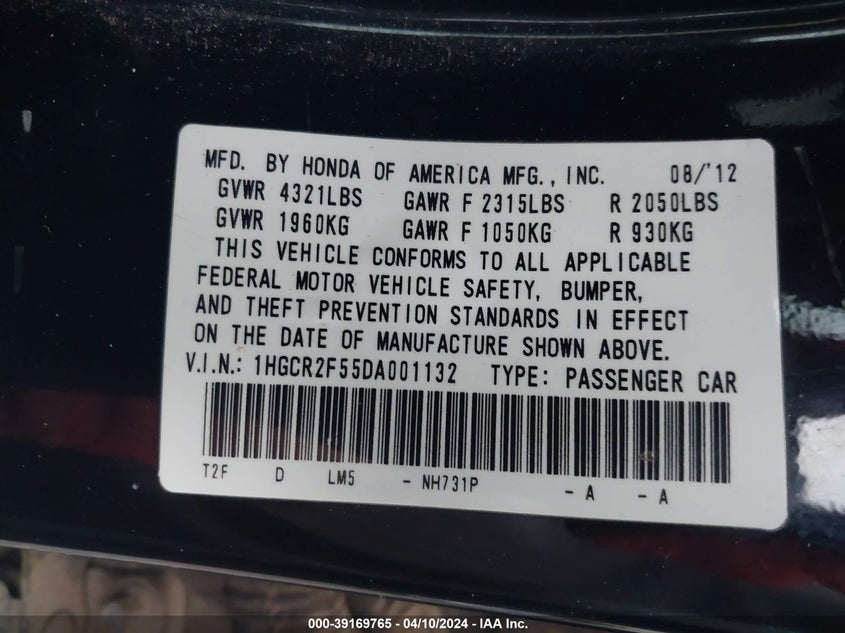 MFD. BY HONDA OF AMERICA MFG., INC. 08/'12
GVWR 4321LBS GAWR F 2315LBS R 2050LBS
GVWR 1960KG GAWR F 1050KG R 930KG
THIS VEHICLE CONFORMS TO ALL APPLICABLE
FEDERAL MOTOR VEHICLE SAFETY, BUMPER,
AND THEFT PREVENTION STANDARDS IN EFFECT
ON THE DATE OF MANUFACTURE SHOWN ABOVE.
V.I.N.: 1HGCR2F55DA001132 TYPE: PASSENGER CAR
T2F D LM5 - NH731P - A - A
000-39169765 - 04/10/2024 - IAA Inc.